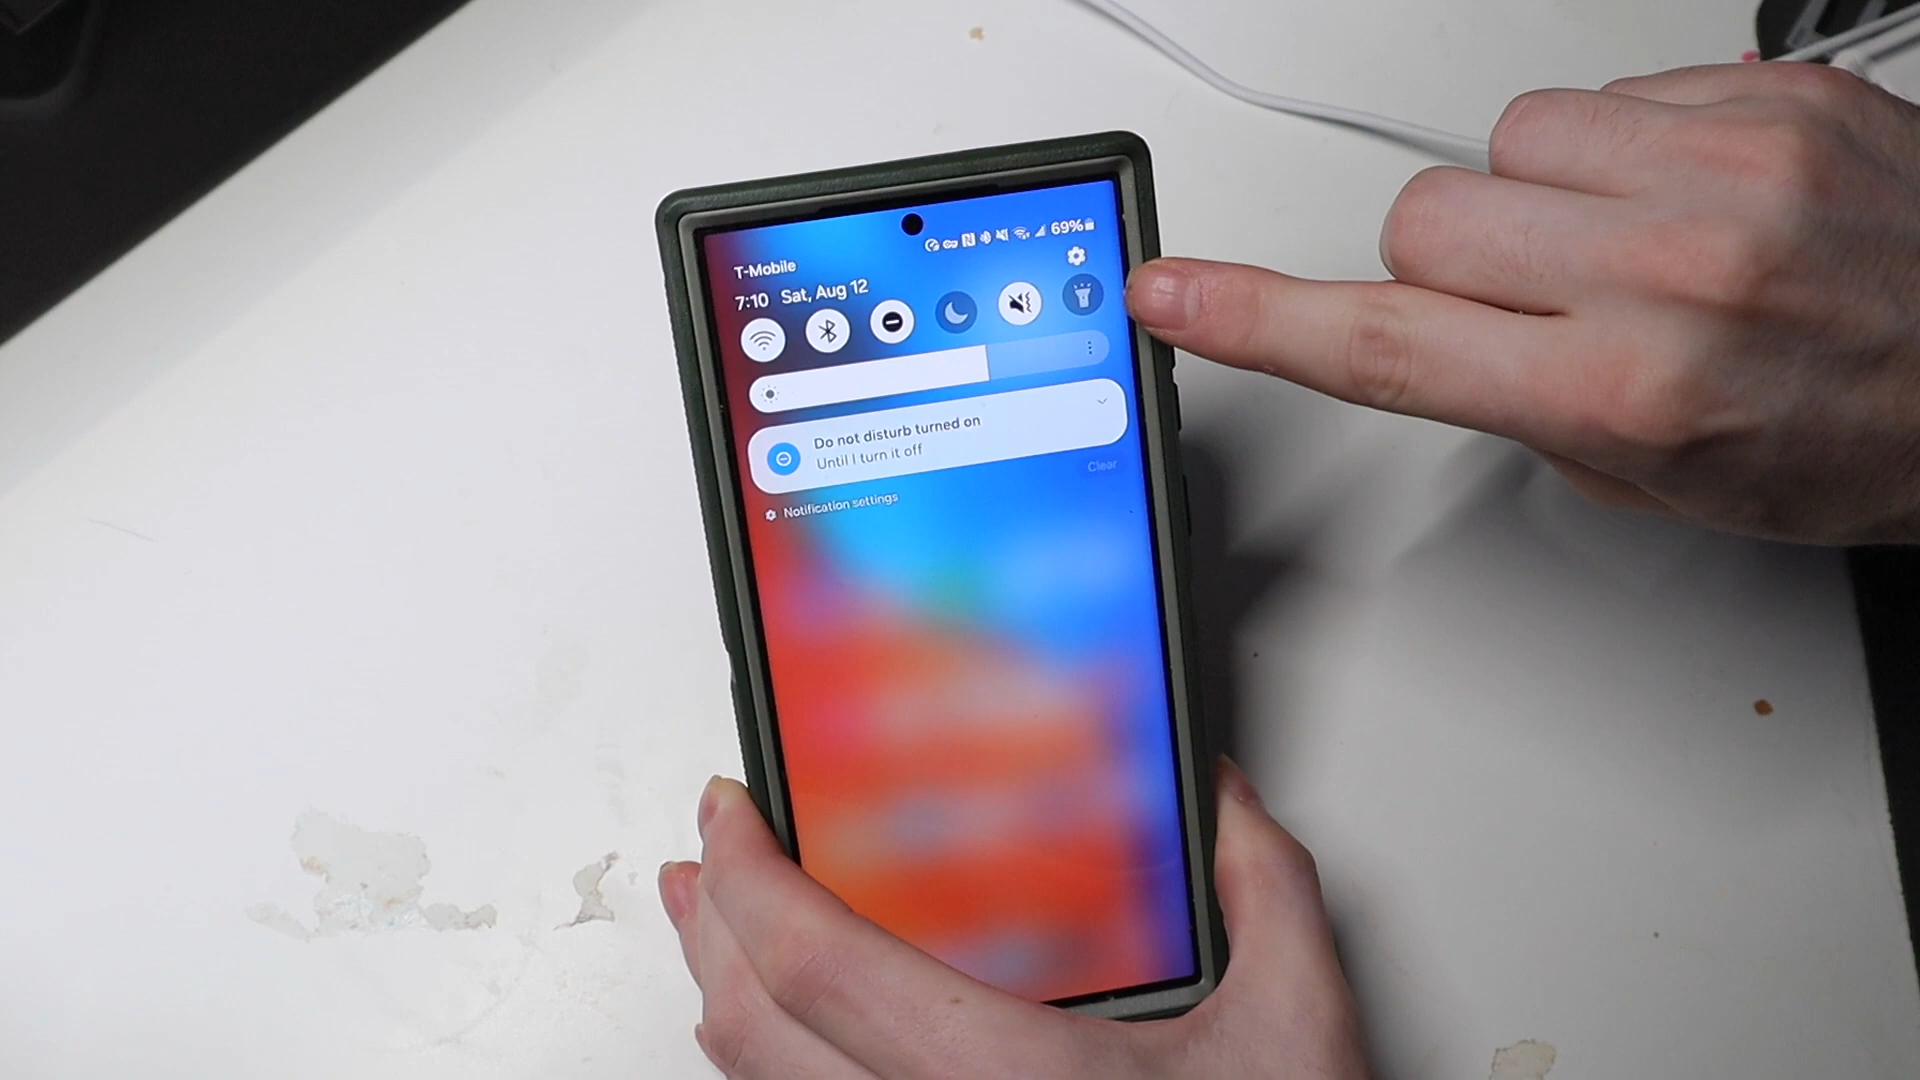 69%
T-Mobile
7:10 Sat, Aug 12
Do not disturb turned on
Until I turn it off
Clear
Notification settings